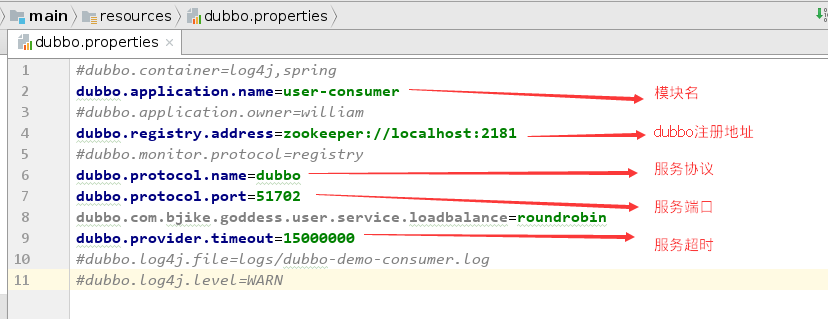 main resources dubbo.properties
dubbo.properties ×
1 #dubbo.container=log4j,spring
2 dubbo.application.name=user-consumer 模块名
3 #dubbo.application.owner=william
4 dubbo.registry.address=zookeeper://localhost:2181 dubbo注册地址
5 #dubbo.monitor.protocol=registry
6 dubbo.protocol.name=dubbo 服务协议
7 dubbo.protocol.port=51702 服务端口
8 dubbo.com.bjike.goddess.user.service.loadbalance=roundrobin
9 dubbo.provider.timeout=15000000 服务超时
10 #dubbo.log4j.file=logs/dubbo-demo-consumer.log
11 #dubbo.log4j.level=WARN